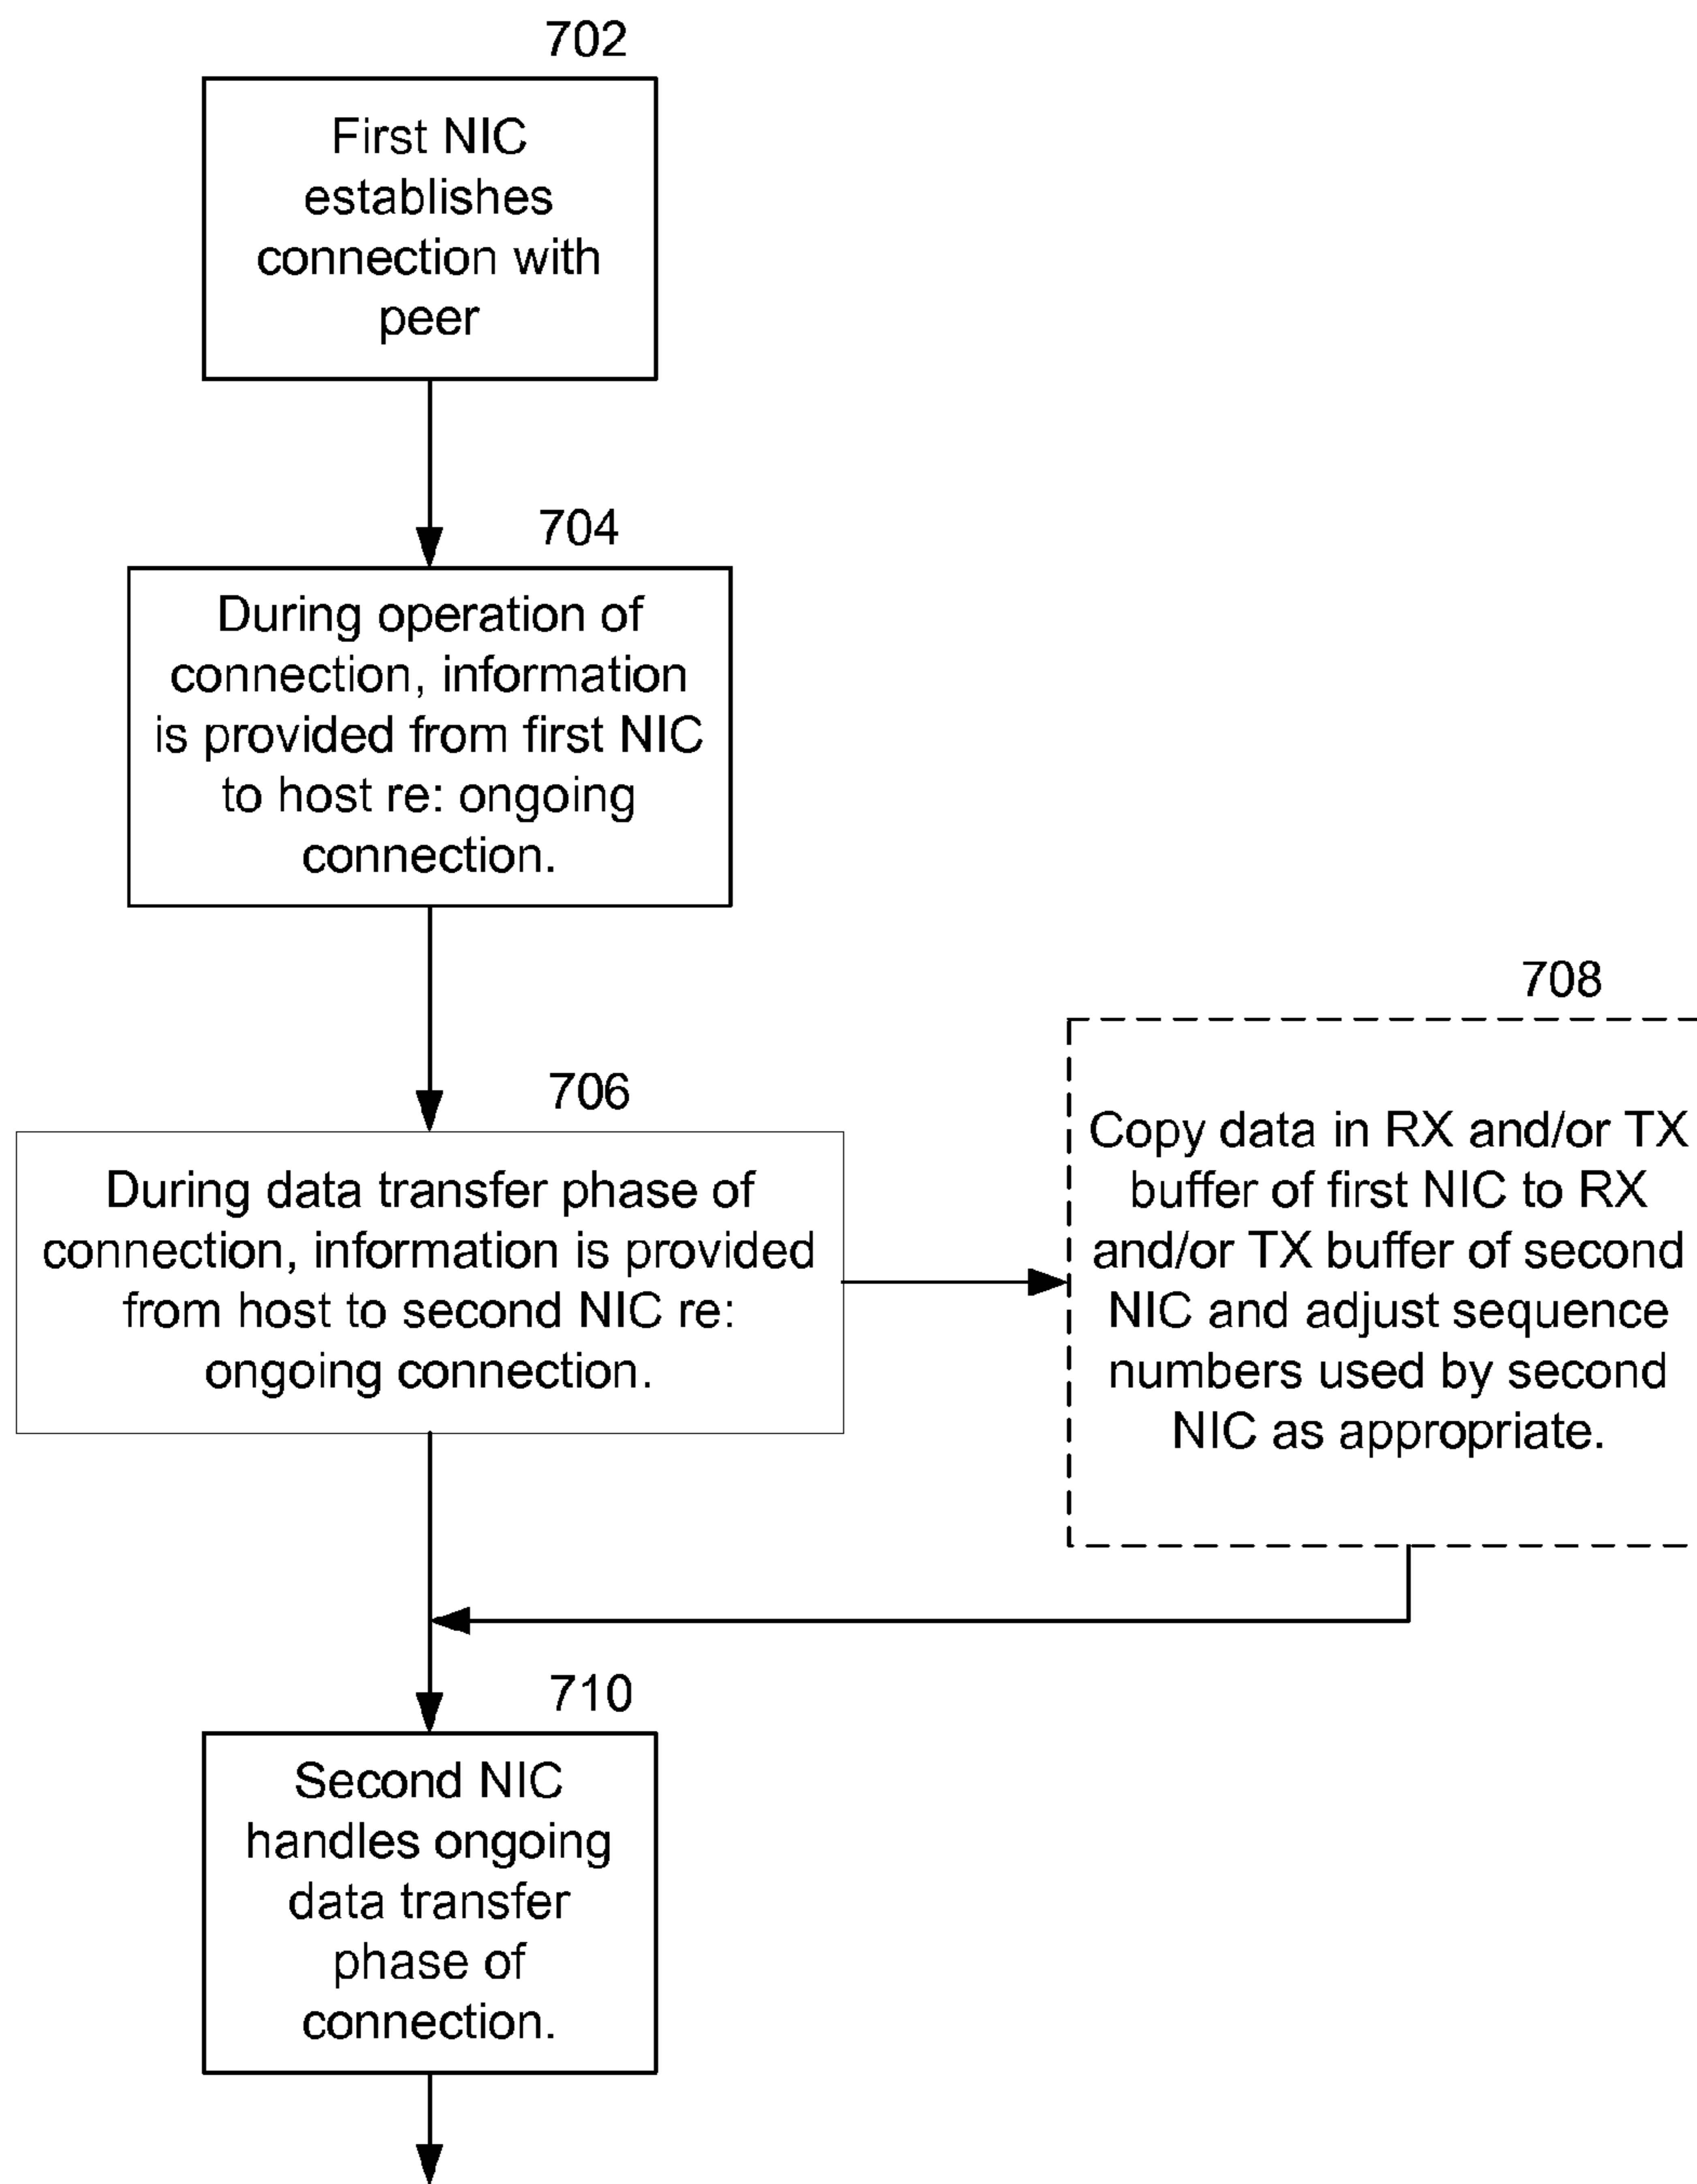 702
First NIC
establishes
connection with
peer
704
During operation of
connection, information
is provided from first NIC
to host re: ongoing
connection.
706
During data transfer phase of
connection, information is provided
from host to second NIC re:
ongoing connection.
708
Copy data in RX and/or TX
buffer of first NIC to RX
and/or TX buffer of second
NIC and adjust sequence
numbers used by second
NIC as appropriate.
710
Second NIC
handles ongoing
data transfer
phase of
connection.